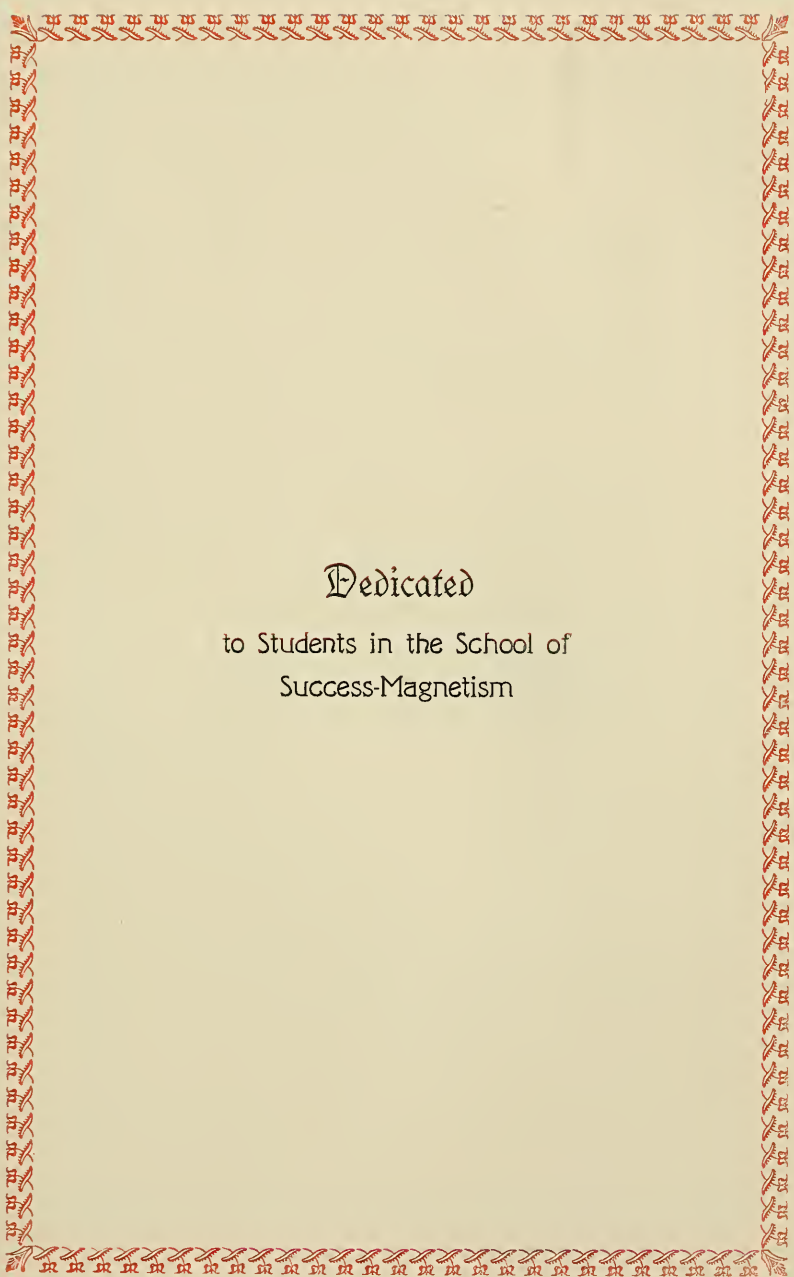 Dedicated
to Students in the School of
Success-Magnetism